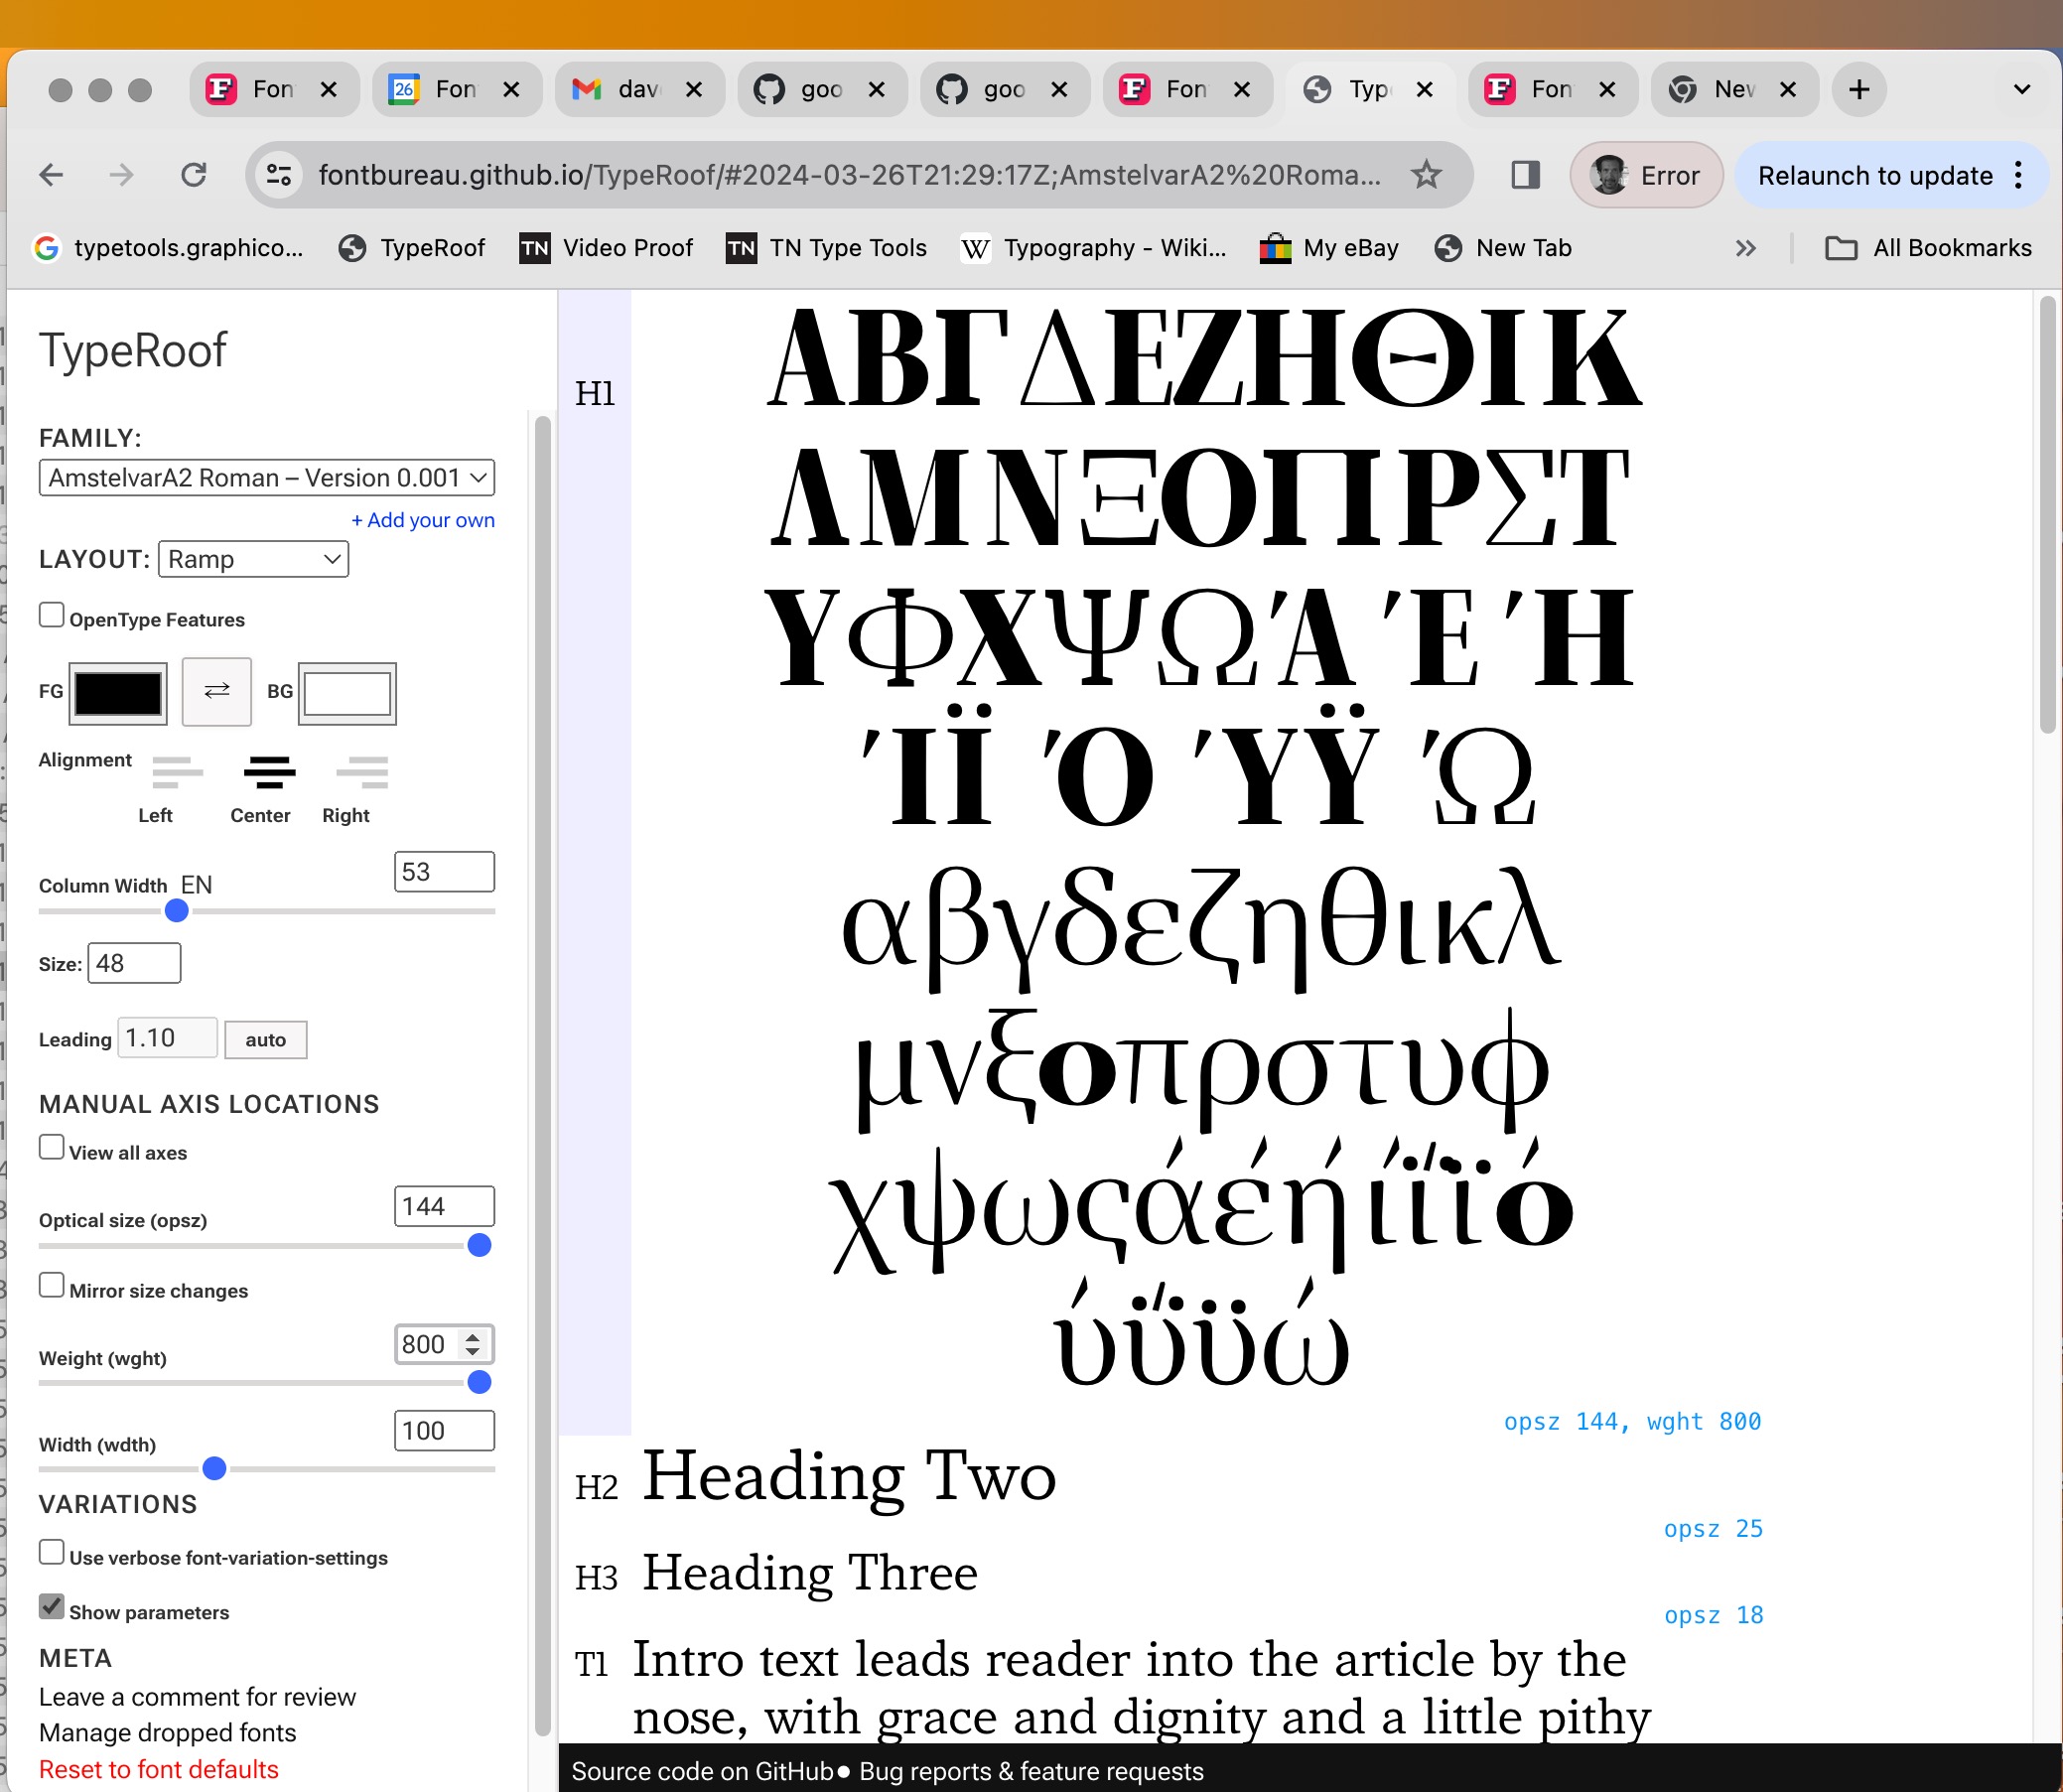 Fon
Fon
dav
goo
goo
Fon
Typ
Fon
Nev
fontbureau.github.io/TypeRoof/#2024-03-26T21:29:17Z;AmstelvarA2%20Roma...
Error
Relaunch to update
typetools.graphico...
TypeRoof
TN Video Proof
TN TN Type Tools
Typography - Wiki...
My eBay
New Tab
All Bookmarks
TypeRoof
FAMILY:
AmstelvarA2 Roman – Version 0.001
+ Add your own
LAYOUT: Ramp
OpenType Features
FG
BG
Alignment
Left Center Right
Column Width EN 53
Size: 48
Leading 1.10 auto
MANUAL AXIS LOCATIONS
View all axes
Optical size (opsz) 144
Mirror size changes
Weight (wght) 800
Width (wdth) 100
VARIATIONS
Use verbose font-variation-settings
Show parameters
META
Leave a comment for review
Manage dropped fonts
Reset to font defaults
H1
ΑΒΓΔΕΖΗΘΙΚ
ΛΜΝΞΟΠΡΣΤ
ΥΦΧΨΩΆΈΉ
ΊΪΌΎΫΏ
αβγδεζηθικλ
μνξοπρστυφ
χψωςάέήίΐϊό
ύΰϋώ
opsz 144, wght 800
H2 Heading Two
opsz 25
H3 Heading Three
opsz 18
T1 Intro text leads reader into the article by the
nose, with grace and dignity and a little pithy
Source code on GitHub● Bug reports & feature requests